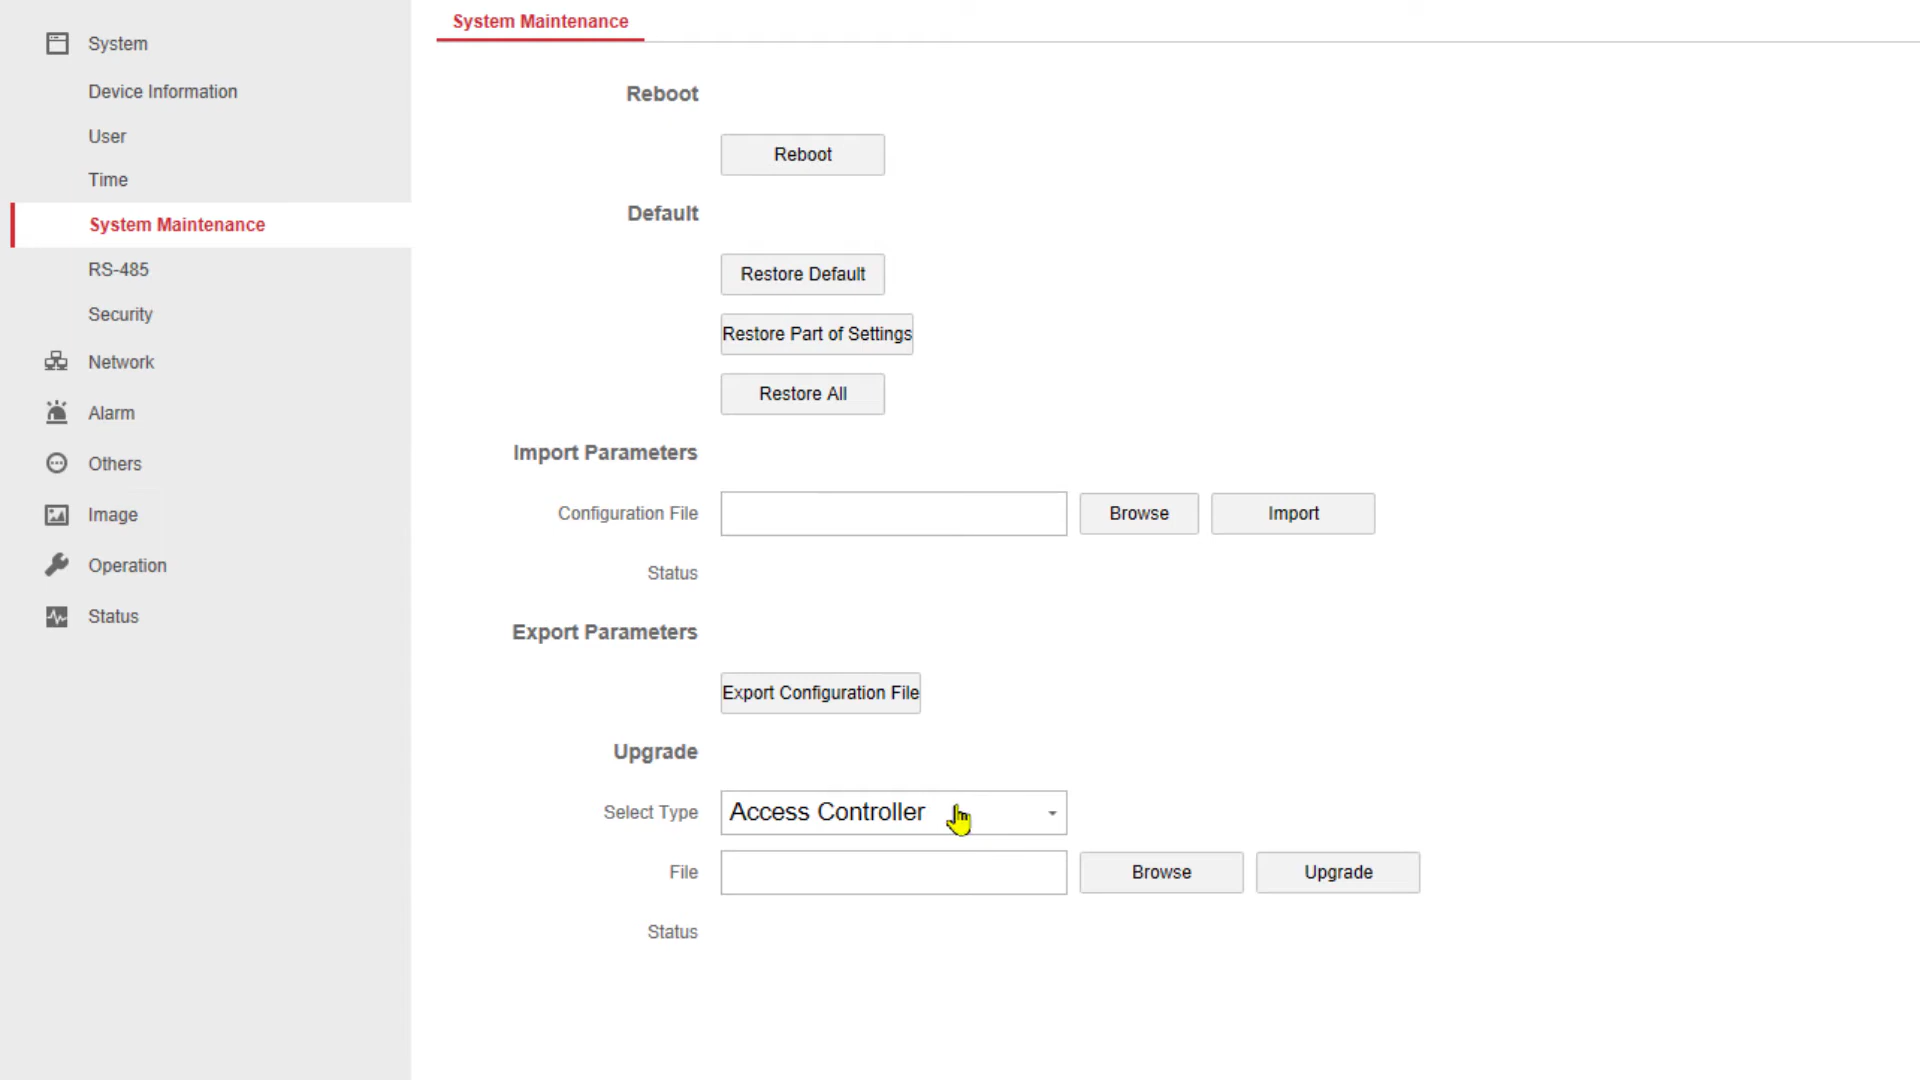 System
Device Information
User
Time
System Maintenance
RS-485
Security
Network
Alarm
Others
Image
Operation
Status
System Maintenance
Reboot
Reboot
Default
Restore Default
Restore Part of Settings
Restore All
Import Parameters
Configuration File Browse Import
Status
Export Parameters
Export Configuration File
Upgrade
Select Type Access Controller
File Browse Upgrade
Status